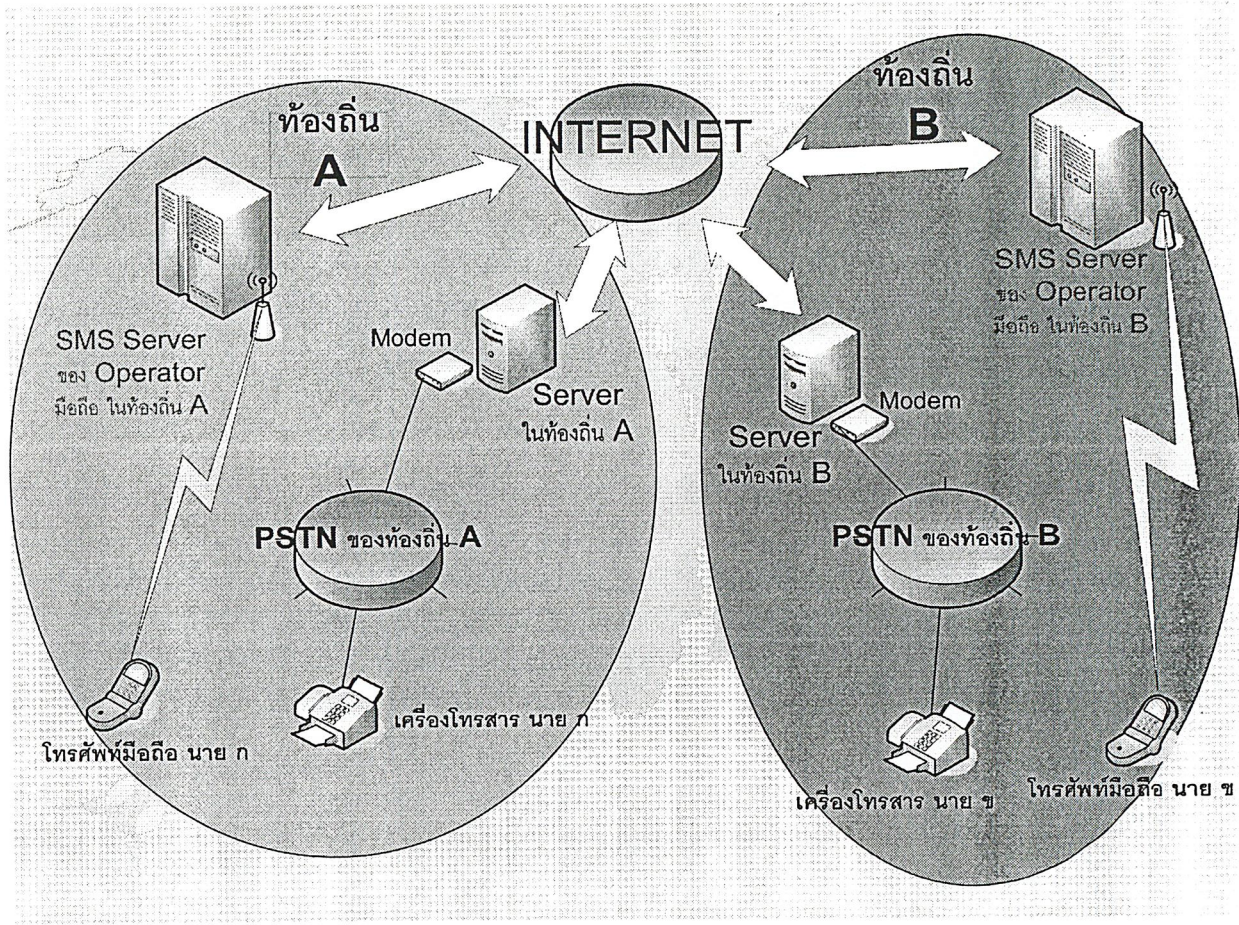 ท้องถิ่น
A
INTERNET
ท้องถิ่น
B
SMS Server
ของ Operator
มือถือ ในท้องถิ่น A
Modem
Server
ในท้องถิ่น A
PSTN ของท้องถิ่น A
โทรศัพท์มือถือ นาย ก
เครื่องโทรสาร นาย ก
SMS Server
ของ Operator
มือถือ ในท้องถิ่น B
Modem
Server
ในท้องถิ่น B
PSTN ของท้องถิ่น B
เครื่องโทรสาร นาย ข
โทรศัพท์มือถือ นาย ข